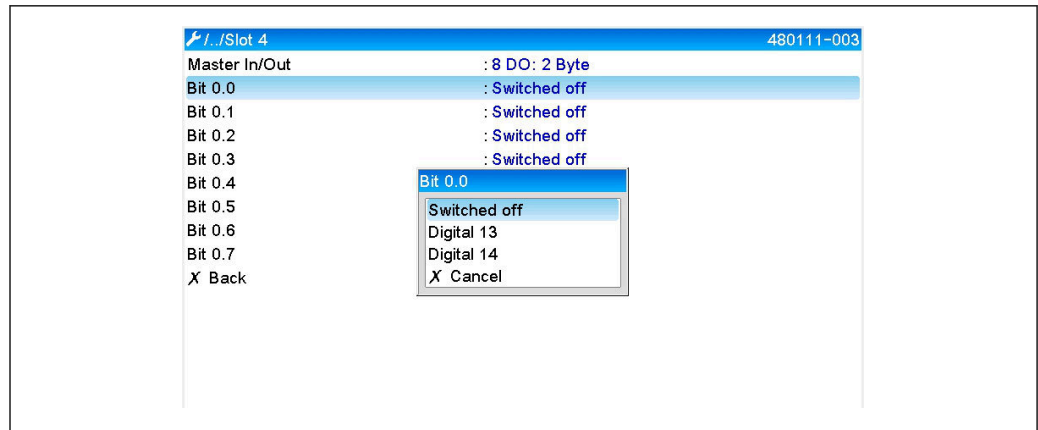 /../Slot 4 480111-003
Master In/Out : 8 DO: 2 Byte
Bit 0.0 : Switched off
Bit 0.1 : Switched off
Bit 0.2 : Switched off
Bit 0.3 : Switched off
Bit 0.4
Bit 0.5
Bit 0.6
Bit 0.7
X Back
Bit 0.0
Switched off
Digital 13
Digital 14
X Cancel